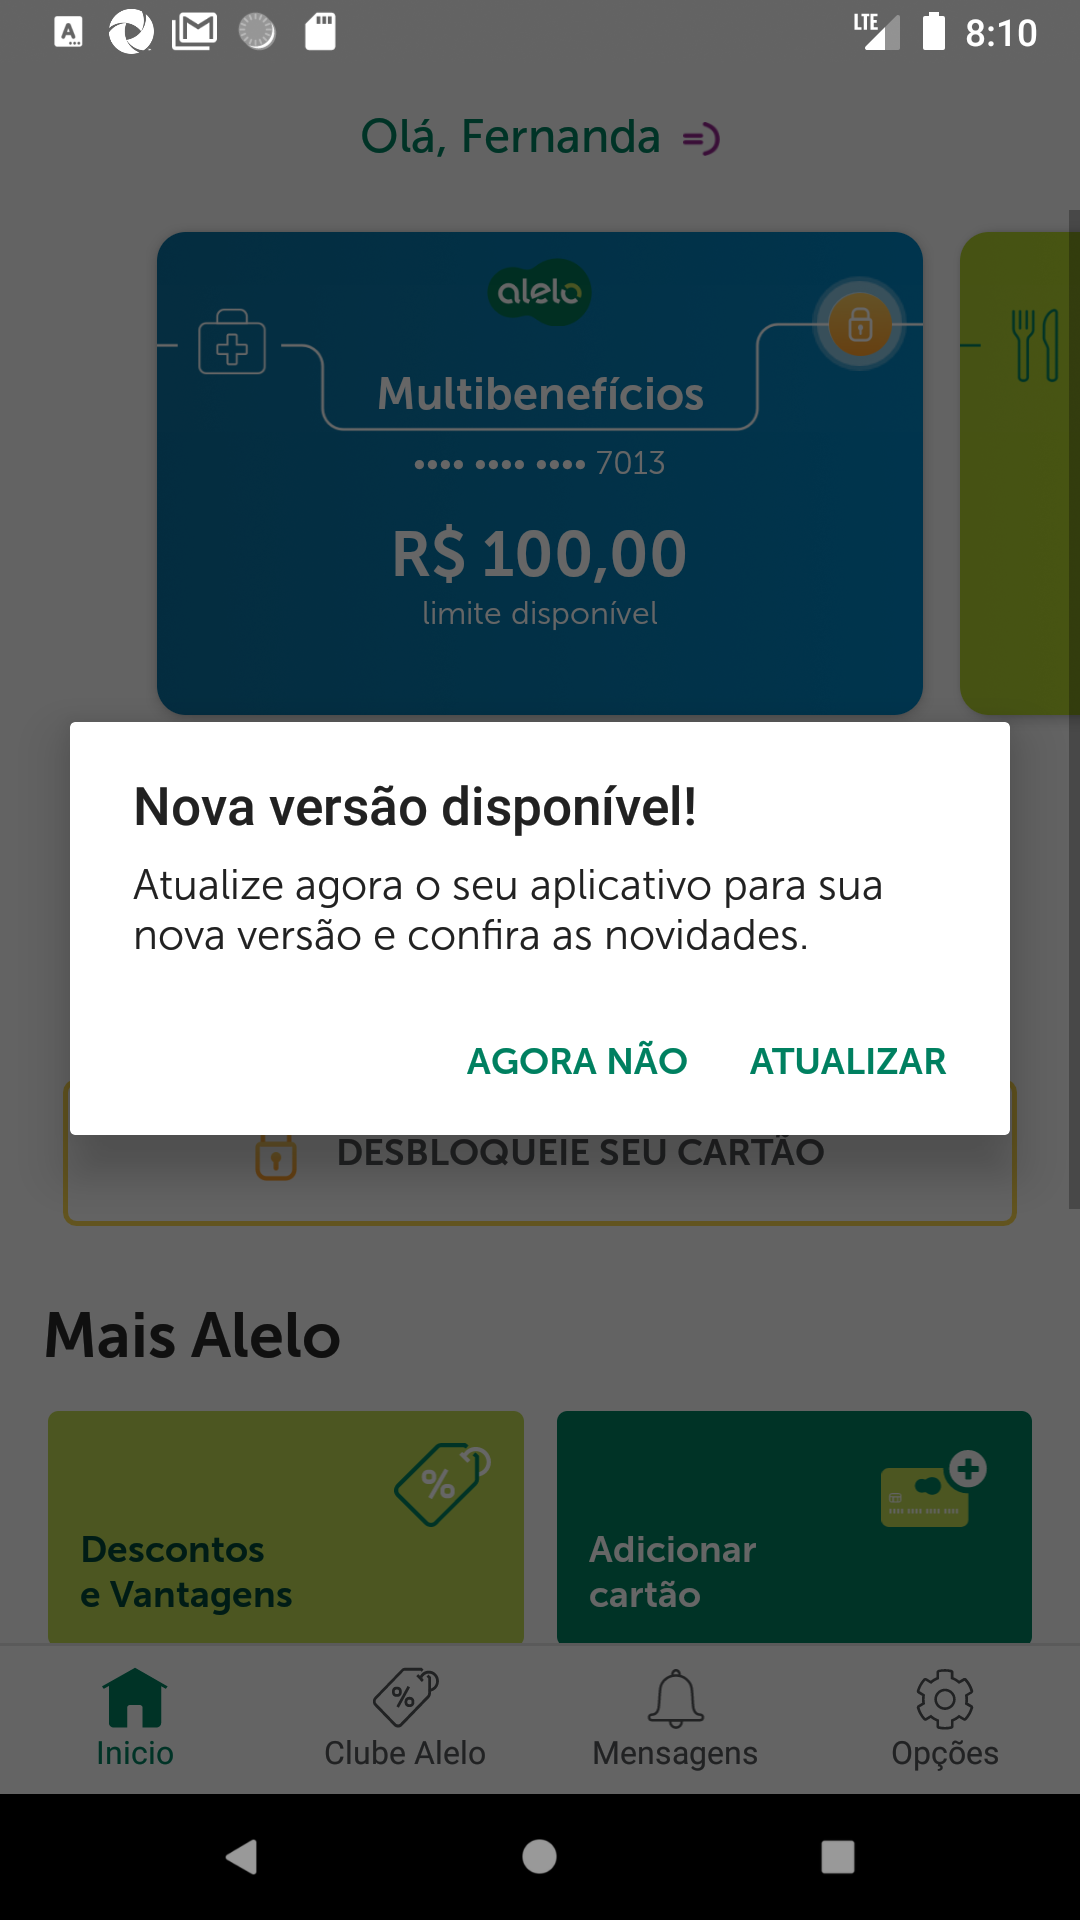 LTE 8:10
Olá, Fernanda =)
alelo
Multibenefícios
•••• •••• •••• 7013
R$ 100,00
limite disponível
Nova versão disponível!
Atualize agora o seu aplicativo para sua
nova versão e confira as novidades.
AGORA NÃO ATUALIZAR
DESBLOQUEIE SEU CARTÃO
Mais Alelo
Descontos
e Vantagens
Adicionar
cartão
Inicio Clube Alelo Mensagens Opções